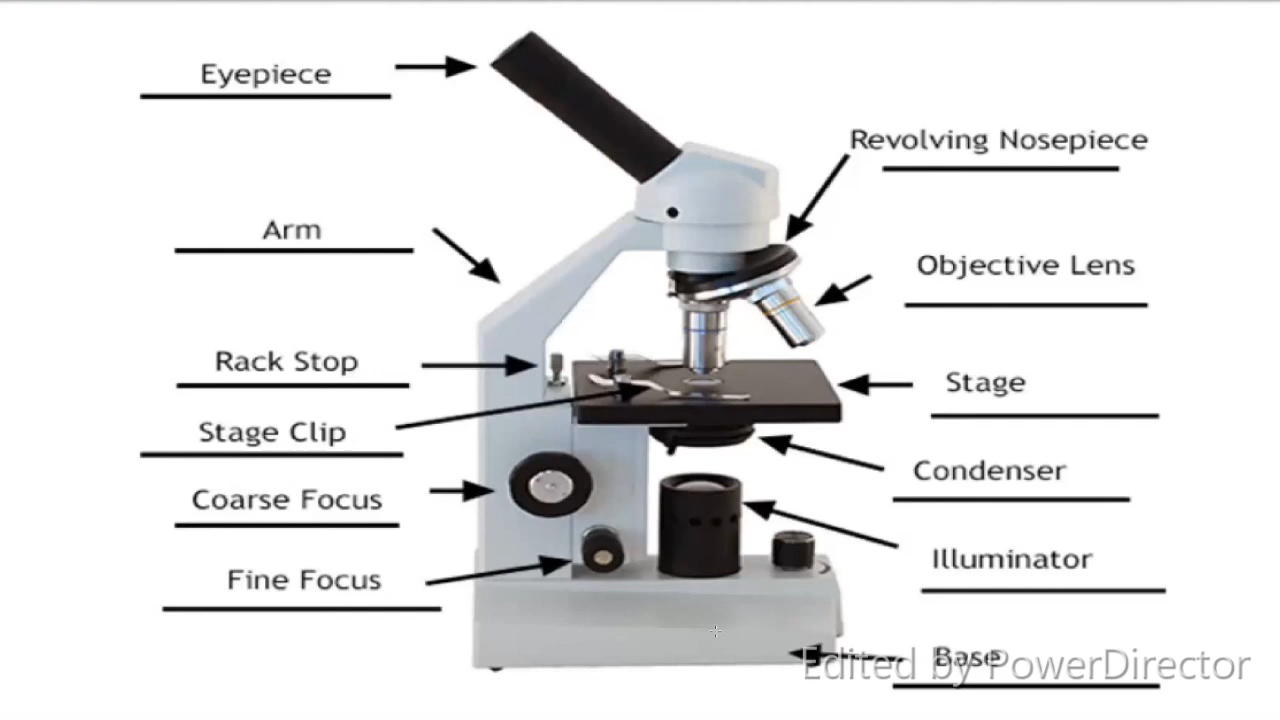 Eyepiece
Revolving Nosepiece
Arm
Objective Lens
Rack Stop
Stage
Stage Clip
Condenser
Coarse Focus
Illuminator
Fine Focus
Base
Edited by PowerDirector